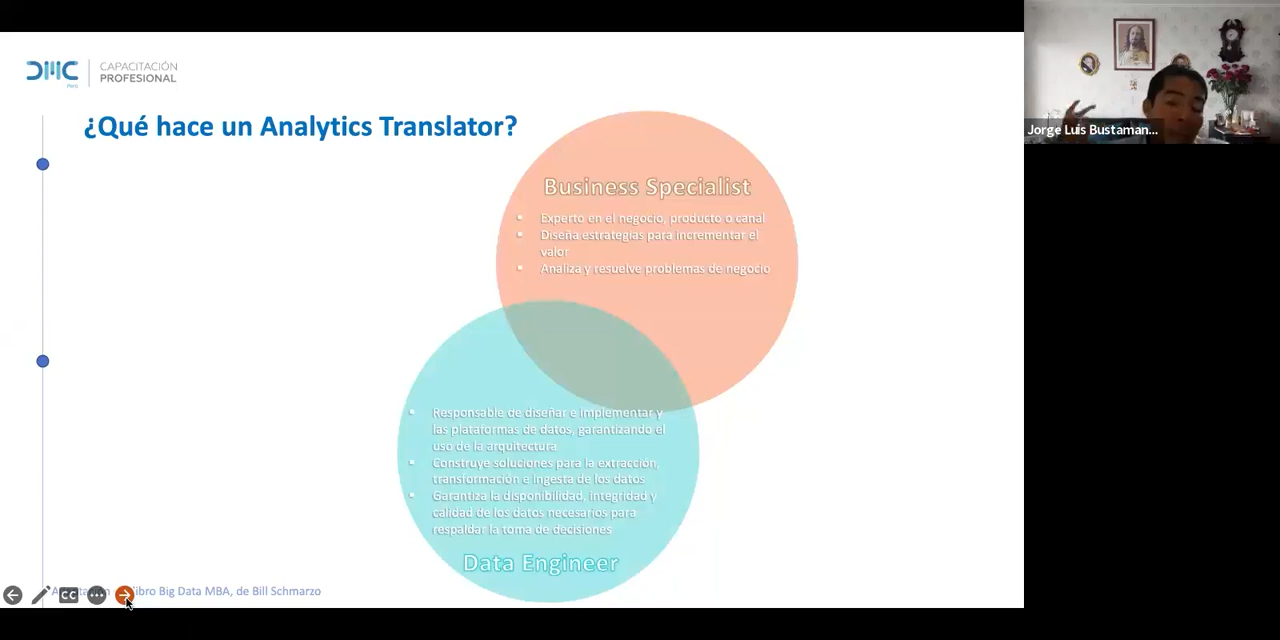 DMC
Perú
CAPACITACIÓN
PROFESIONAL
¿Qué hace un Analytics Translator?
Business Specialist
▪ Experto en el negocio, producto o canal
▪ Diseña estrategias para incrementar el
valor
▪ Analiza y resuelve problemas de negocio
▪ Responsable de diseñar e implementar y
las plataformas de datos, garantizando el
uso de la arquitectura
▪ Construye soluciones para la extracción,
transformación e ingesta de los datos
▪ Garantiza la disponibilidad, integridad y
calidad de los datos necesarios para
respaldar la toma de decisiones
Data Engineer
CC
libro Big Data MBA, de Bill Schmarzo
Jorge Luis Bustaman...